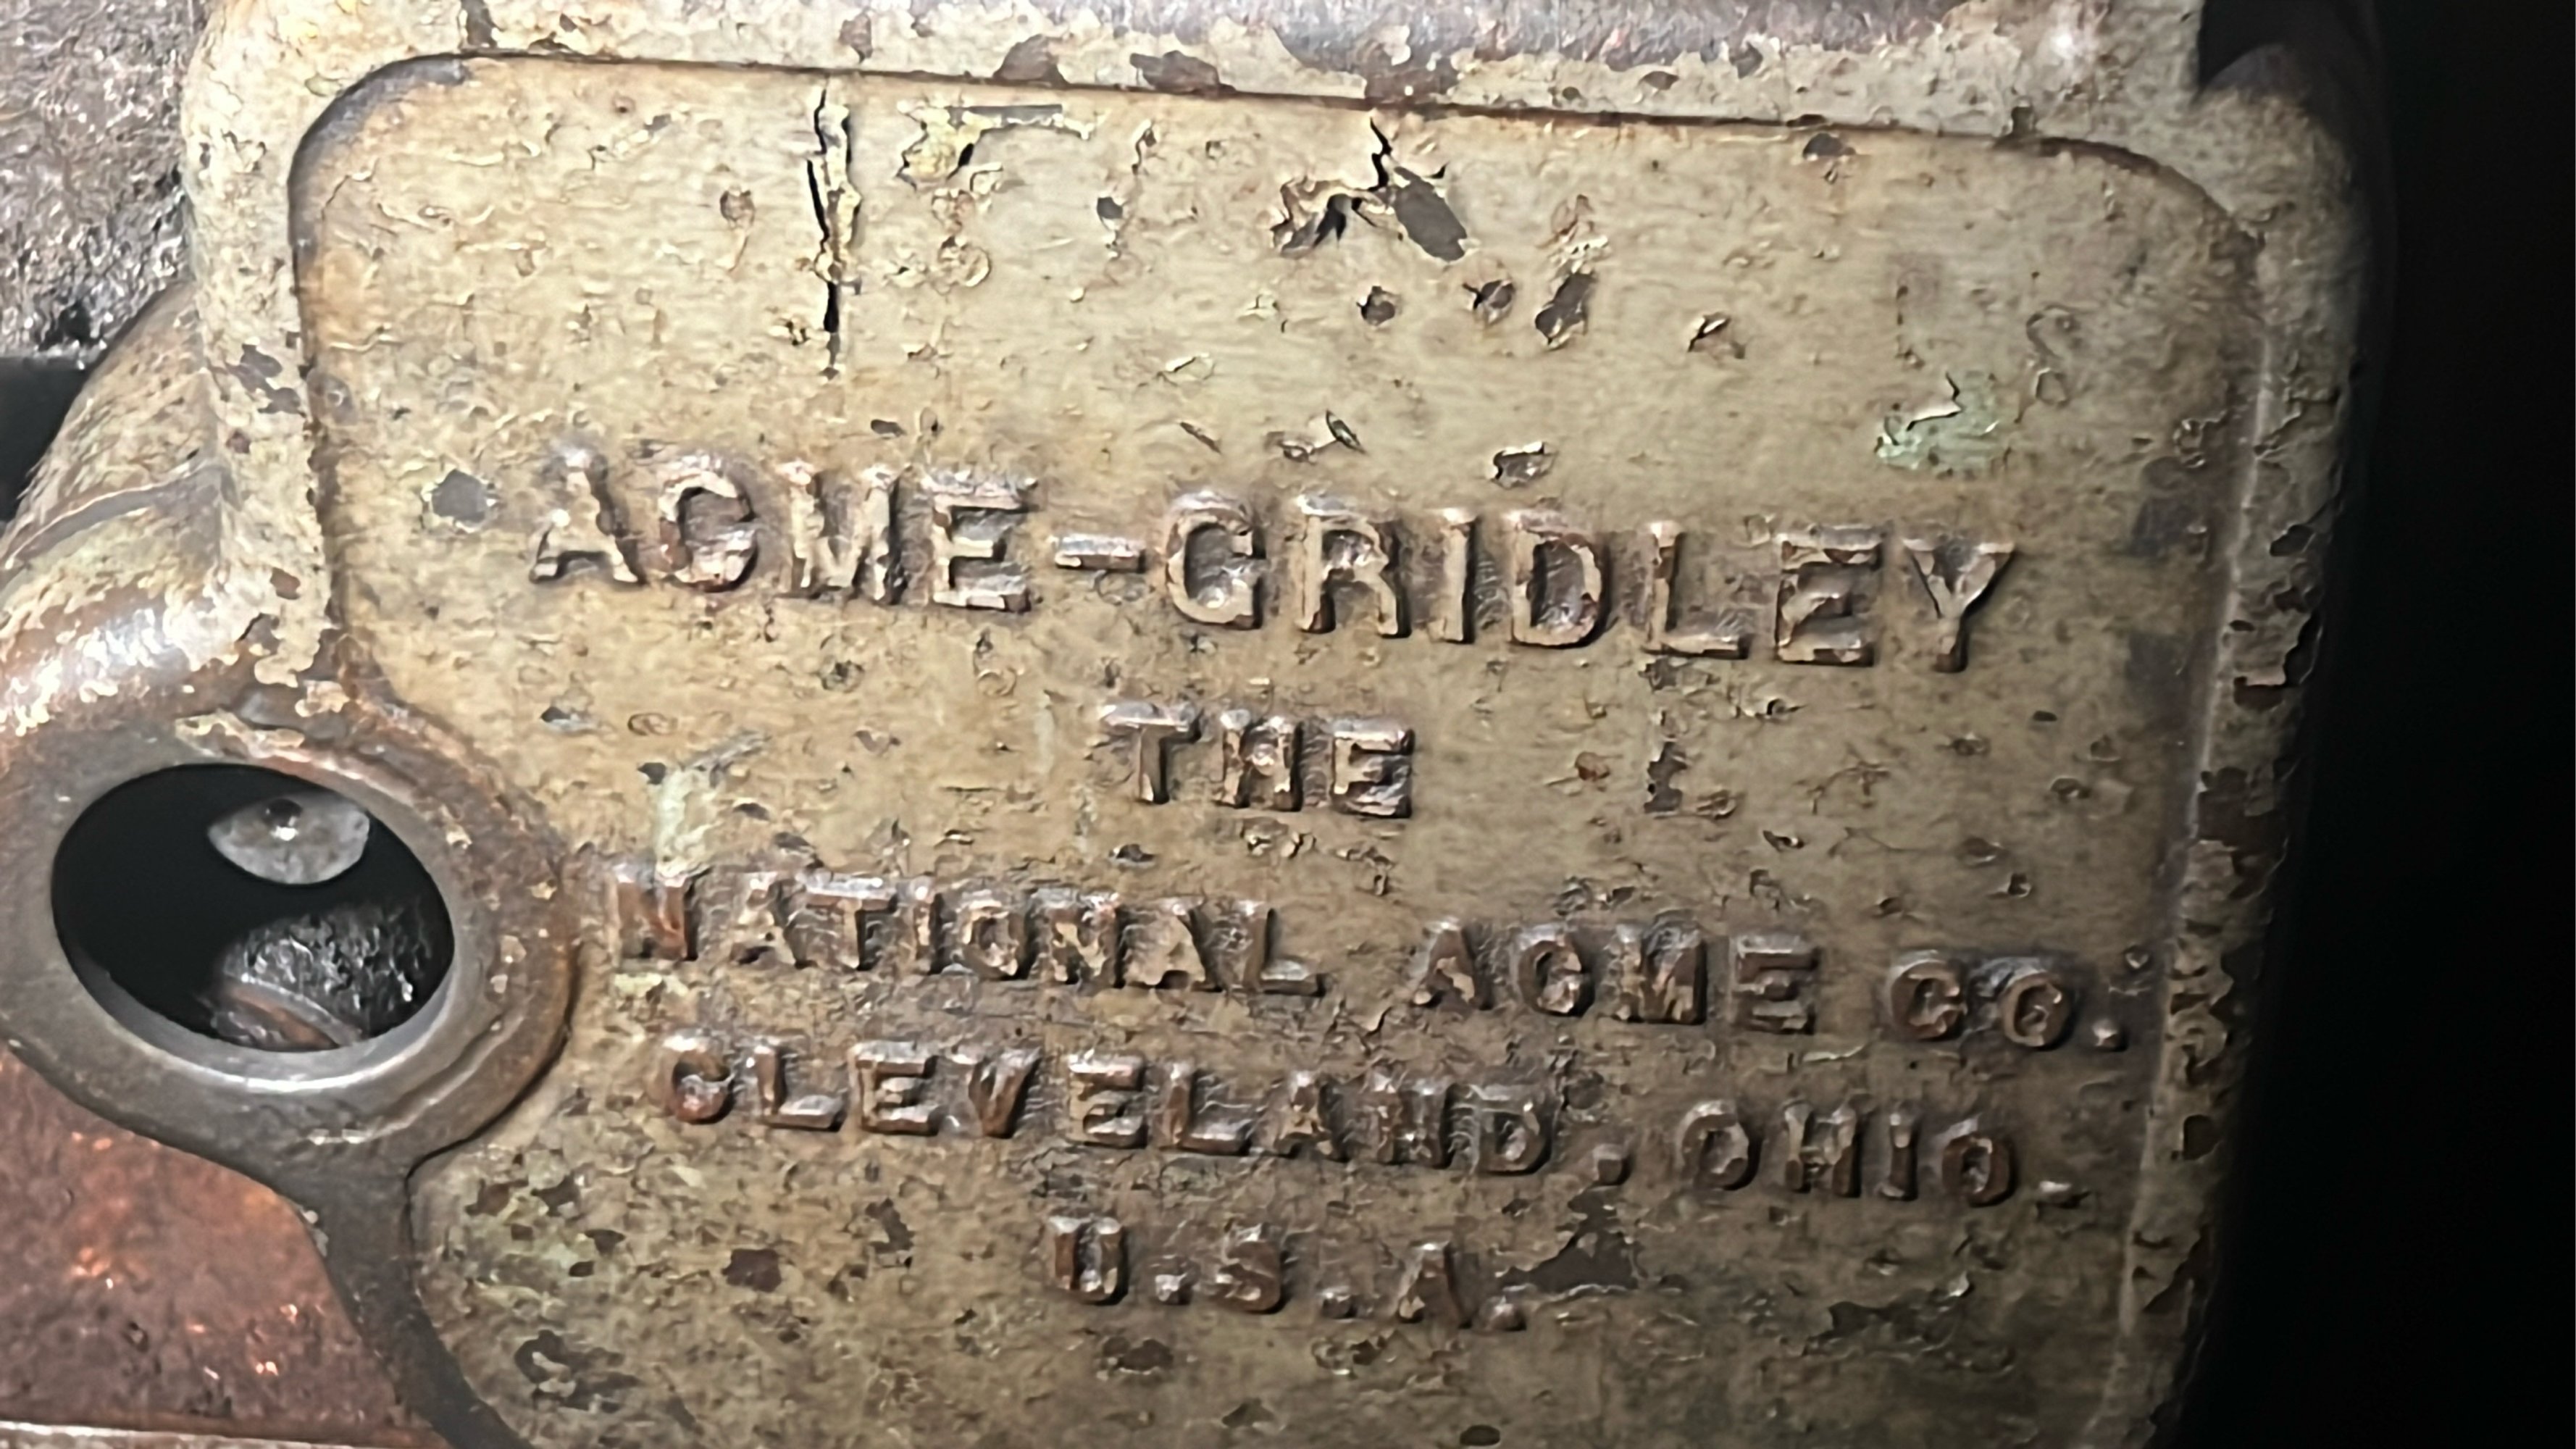 ACME-GRIDLEY
THE
NATIONAL ACME CO.
CLEVELAND, OHIO.
U.S.A.